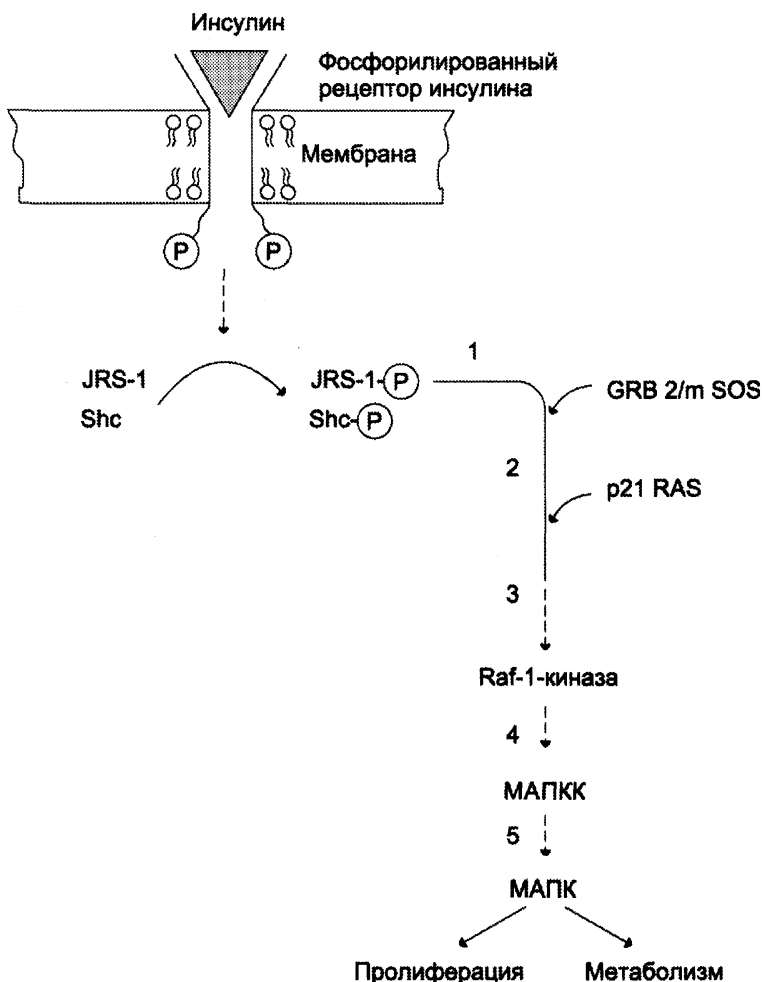 Инсулин
Фосфорилированный
рецептор инсулина
Мембрана
P P
JRS-1
Shc
JRS-1-P
Shc-P
1
GRB 2/m SOS
2
p21 RAS
3
Raf-1-киназа
4
МАПКК
5
МАПК
Пролиферация Метаболизм